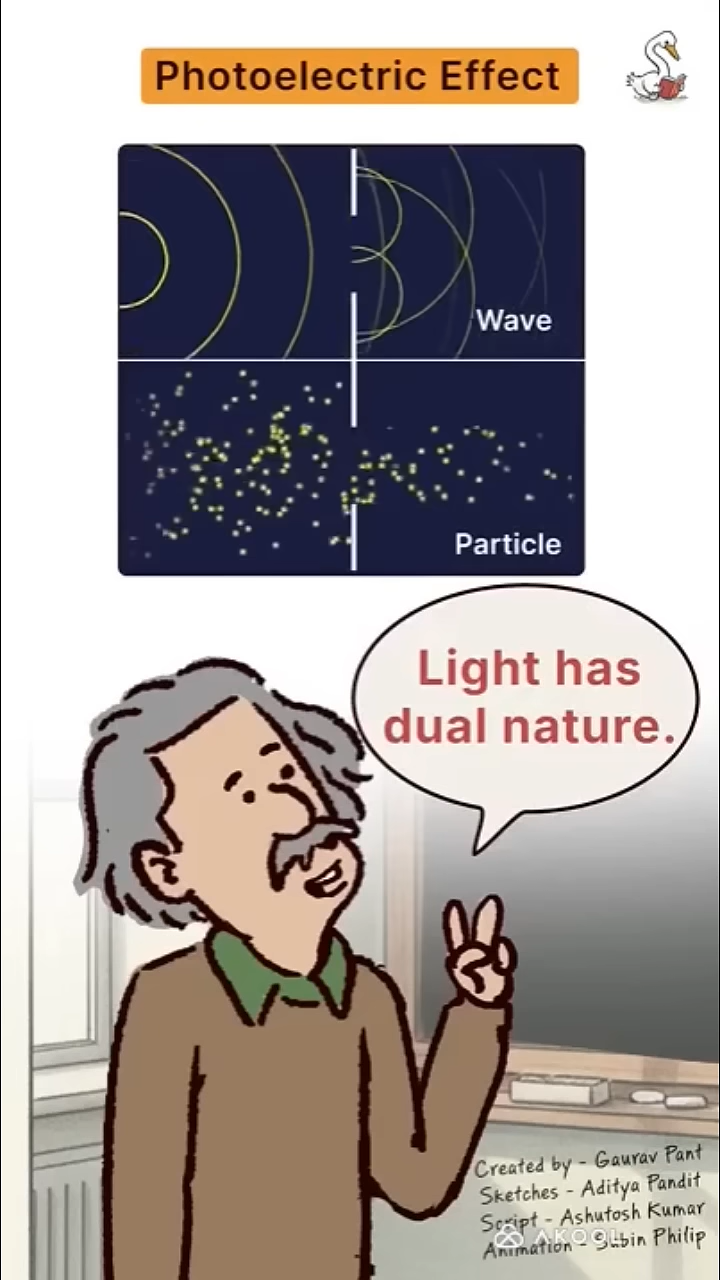 Photoelectric Effect
Wave
Particle
Light has
dual nature.
Created by - Gaurav Pant
Sketches - Aditya Pandit
Script - Ashutosh Kumar
AKOOL
Animation - Subin Philip